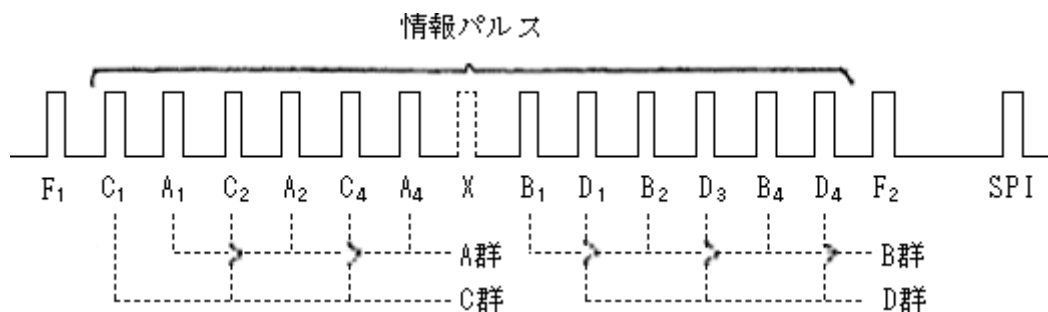 情報パルス
F₁ C₁ A₁ C₂ A₂ C₄ A₄ X B₁ D₁ B₂ D₃ B₄ D₄ F₂ SPI
A群 B群
C群 D群